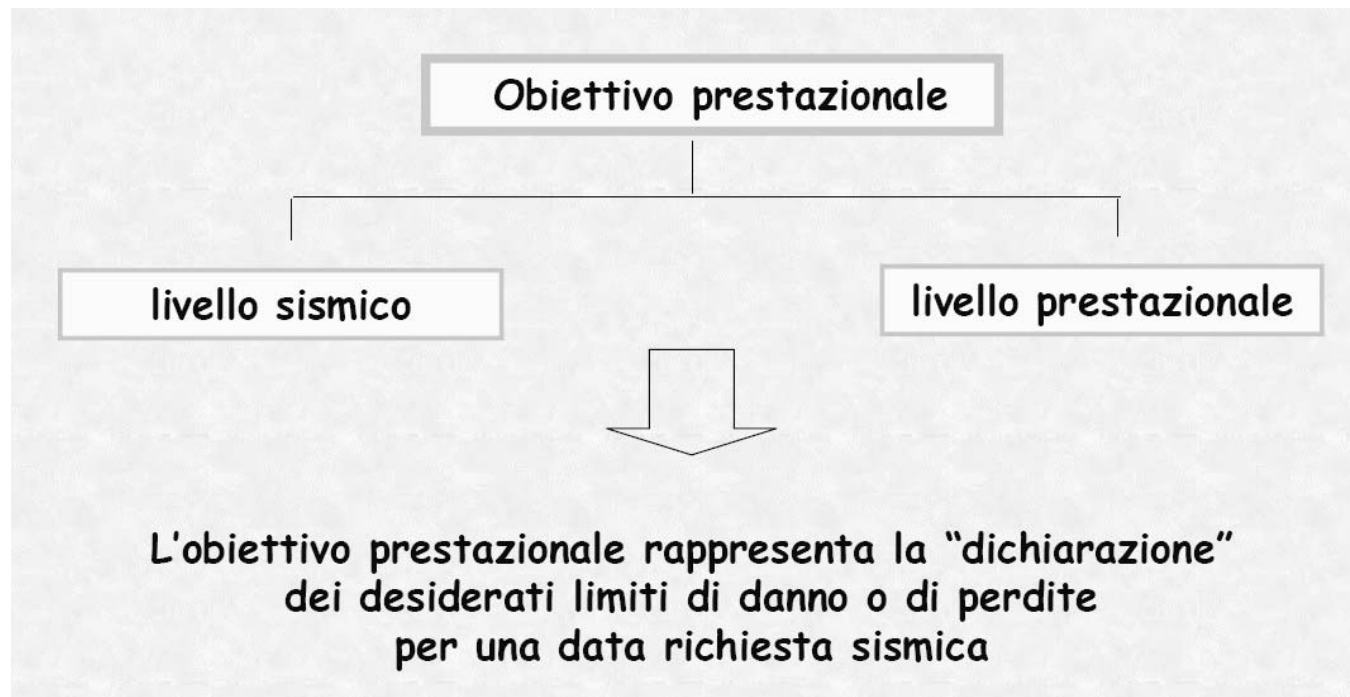 Obiettivo prestazionale
livello sismico
livello prestazionale
L'obiettivo prestazionale rappresenta la “dichiarazione”
dei desiderati limiti di danno o di perdite
per una data richiesta sismica